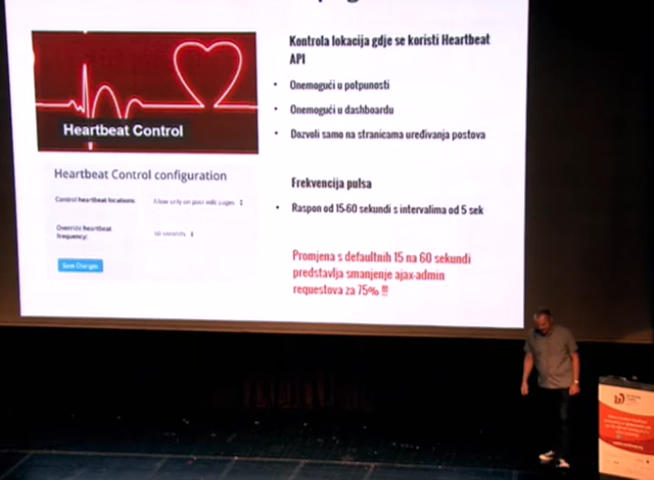 Kontrola lokacija gdje se koristi Heartbeat
API
• Onemogući u potpunosti
• Onemogući u dashboardu
• Dozvoli samo na stranicama uređivanja postova
Frekvencija pulsa
• Raspon od 15-60 sekundi s intervalima od 5 sek
Promjena s defaultnih 15 na 60 sekundi
predstavlja smanjenje ajax-admin
requestova za 75% !!!
Heartbeat Control
Heartbeat Control configuration
Control heartbeat locations:
Allow only on post edit pages
Override heartbeat
frequency:
60 seconds
Save Changes